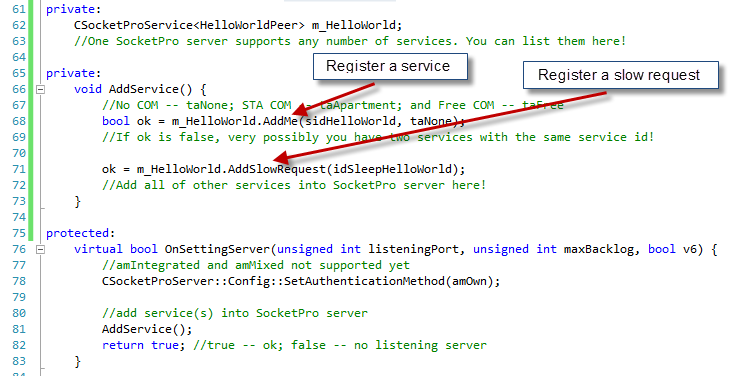 61 private:
62 CSocketProService<HelloWorldPeer> m_HelloWorld;
63 //One SocketPro server supports any number of services. You can list them here!
64
Register a service
Register a slow request
65 private:
66 void AddService() {
67 //No COM -- taNone; STA COM -- taApartment; and Free COM -- taFree
68 bool ok = m_HelloWorld.AddMe(sidHelloWorld, taNone);
69 //If ok is false, very possibly you have two services with the same service id!
70
71 ok = m_HelloWorld.AddSlowRequest(idSleepHelloWorld);
72 //Add all of other services into SocketPro server here!
73 }
74
75 protected:
76 virtual bool OnSettingServer(unsigned int listeningPort, unsigned int maxBacklog, bool v6) {
77 //amIntegrated and amMixed not supported yet
78 CSocketProServer::Config::SetAuthenticationMethod(amOwn);
79
80 //add service(s) into SocketPro server
81 AddService();
82 return true; //true -- ok; false -- no listening server
83 }
84